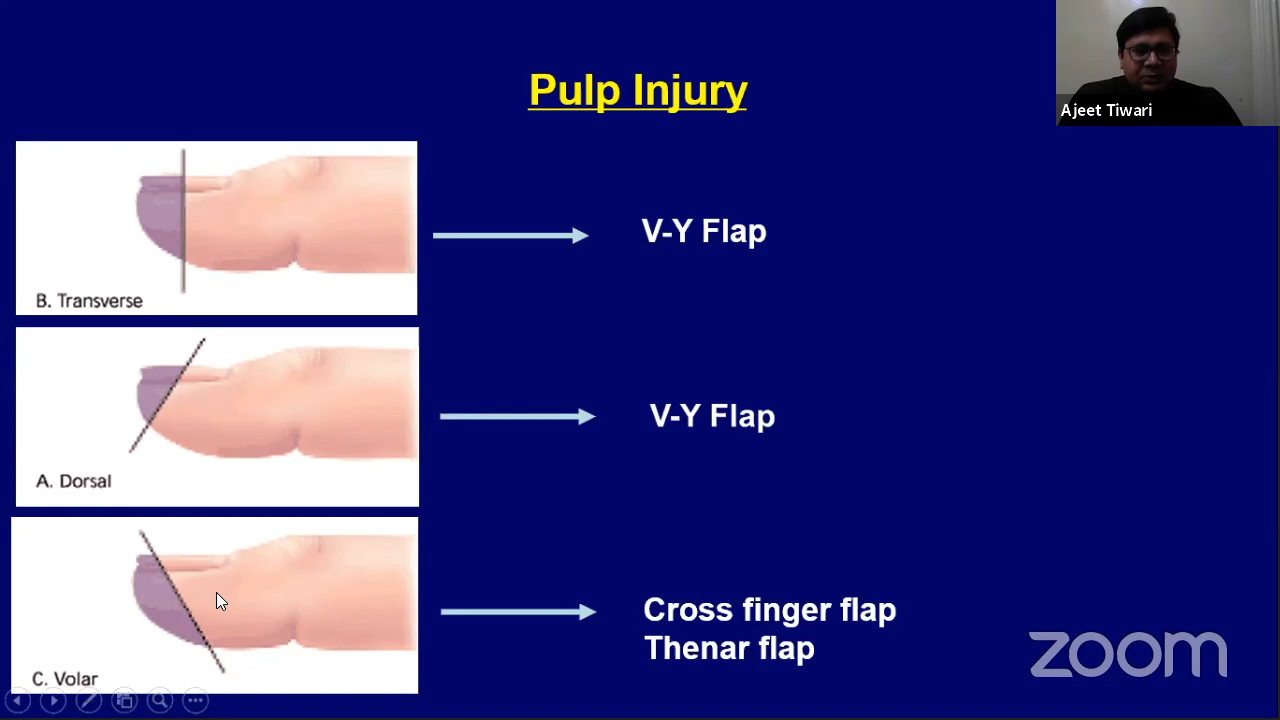 Pulp Injury
Ajeet Tiwari
B. Transverse
V-Y Flap
A. Dorsal
V-Y Flap
C. Volar
Cross finger flap
Thenar flap
zoom